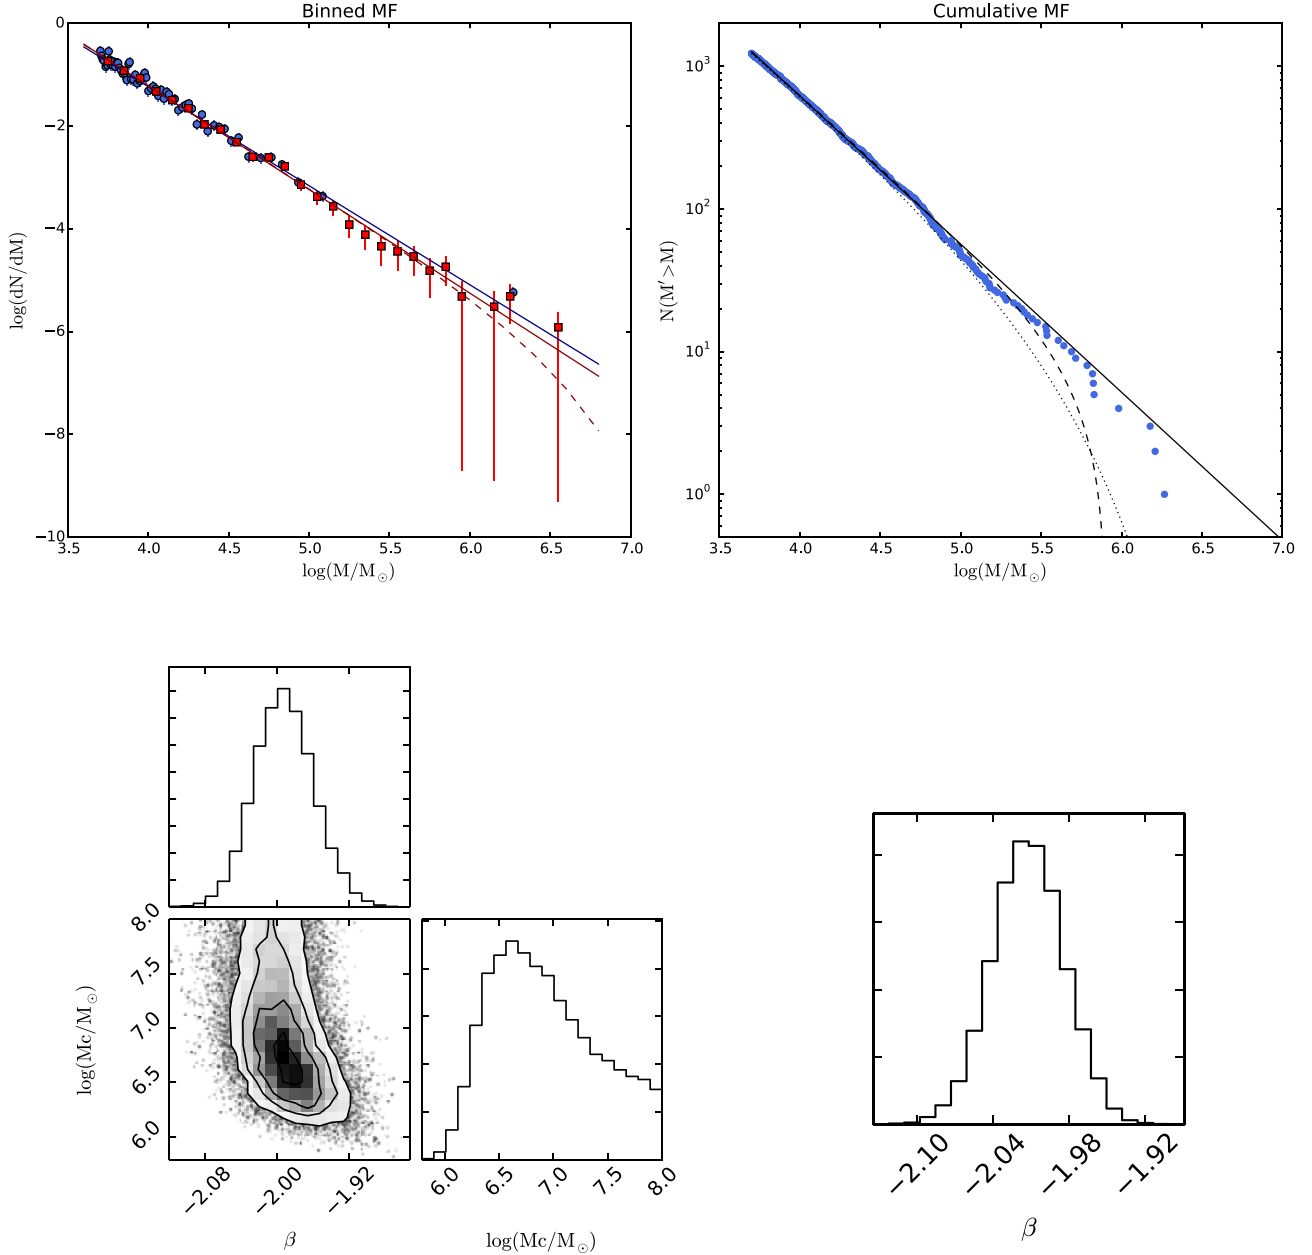 Binned MF
0
−2
−4
−6
−8
−10
log(dN/dM)
3.5 4.0 4.5 5.0 5.5 6.0 6.5 7.0
log(M/M⊙)
Cumulative MF
10³
10²
10¹
10⁰
N(M′>M)
3.5 4.0 4.5 5.0 5.5 6.0 6.5 7.0
log(M/M⊙)
8.0
7.5
7.0
6.5
6.0
log(Mc/M⊙)
−2.08 −2.00 −1.92
β
6.0 6.5 7.0 7.5 8.0
log(Mc/M⊙)
−2.10 −2.04 −1.98 −1.92
β